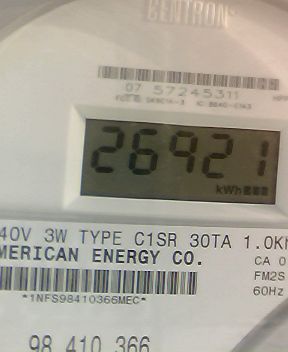 CENTRON
07 57245311
26921
kWh
40V 3W TYPE C1SR 30TA 1.0Kh
MERICAN ENERGY CO.
CA 0
FM2S
60Hz
*1NFS98410366MEC*
98 410 366